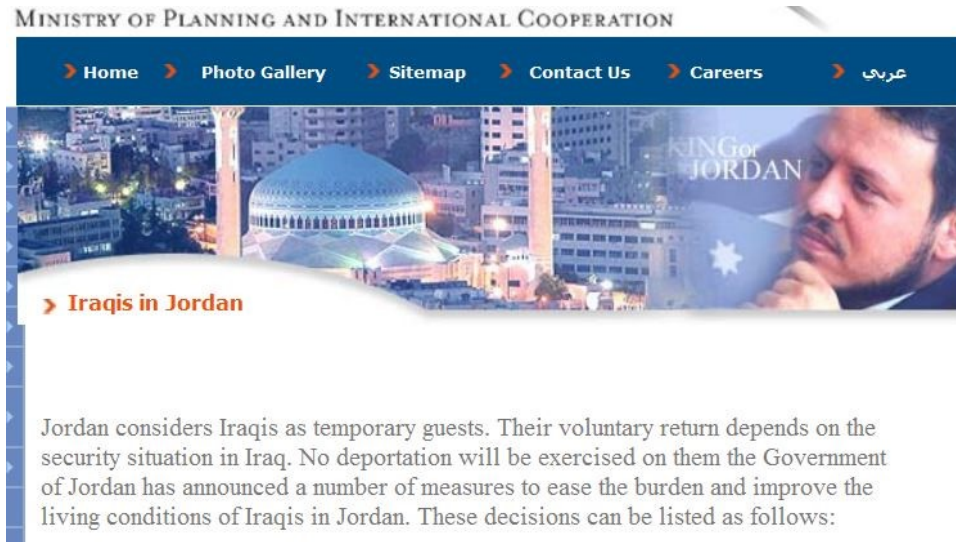 MINISTRY OF PLANNING AND INTERNATIONAL COOPERATION
Home Photo Gallery Sitemap Contact Us Careers عربي
KING OF
JORDAN
Iraqis in Jordan
Jordan considers Iraqis as temporary guests. Their voluntary return depends on the
security situation in Iraq. No deportation will be exercised on them the Government
of Jordan has announced a number of measures to ease the burden and improve the
living conditions of Iraqis in Jordan. These decisions can be listed as follows: